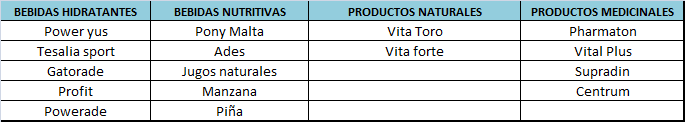 BEBIDAS HIDRATANTES BEBIDAS NUTRITIVAS PRODUCTOS NATURALES PRODUCTOS MEDICINALES
Power yus Pony Malta Vita Toro Pharmaton
Tesalia sport Ades Vita forte Vital Plus
Gatorade Jugos naturales Supradin
Profit Manzana Centrum
Powerade Piña